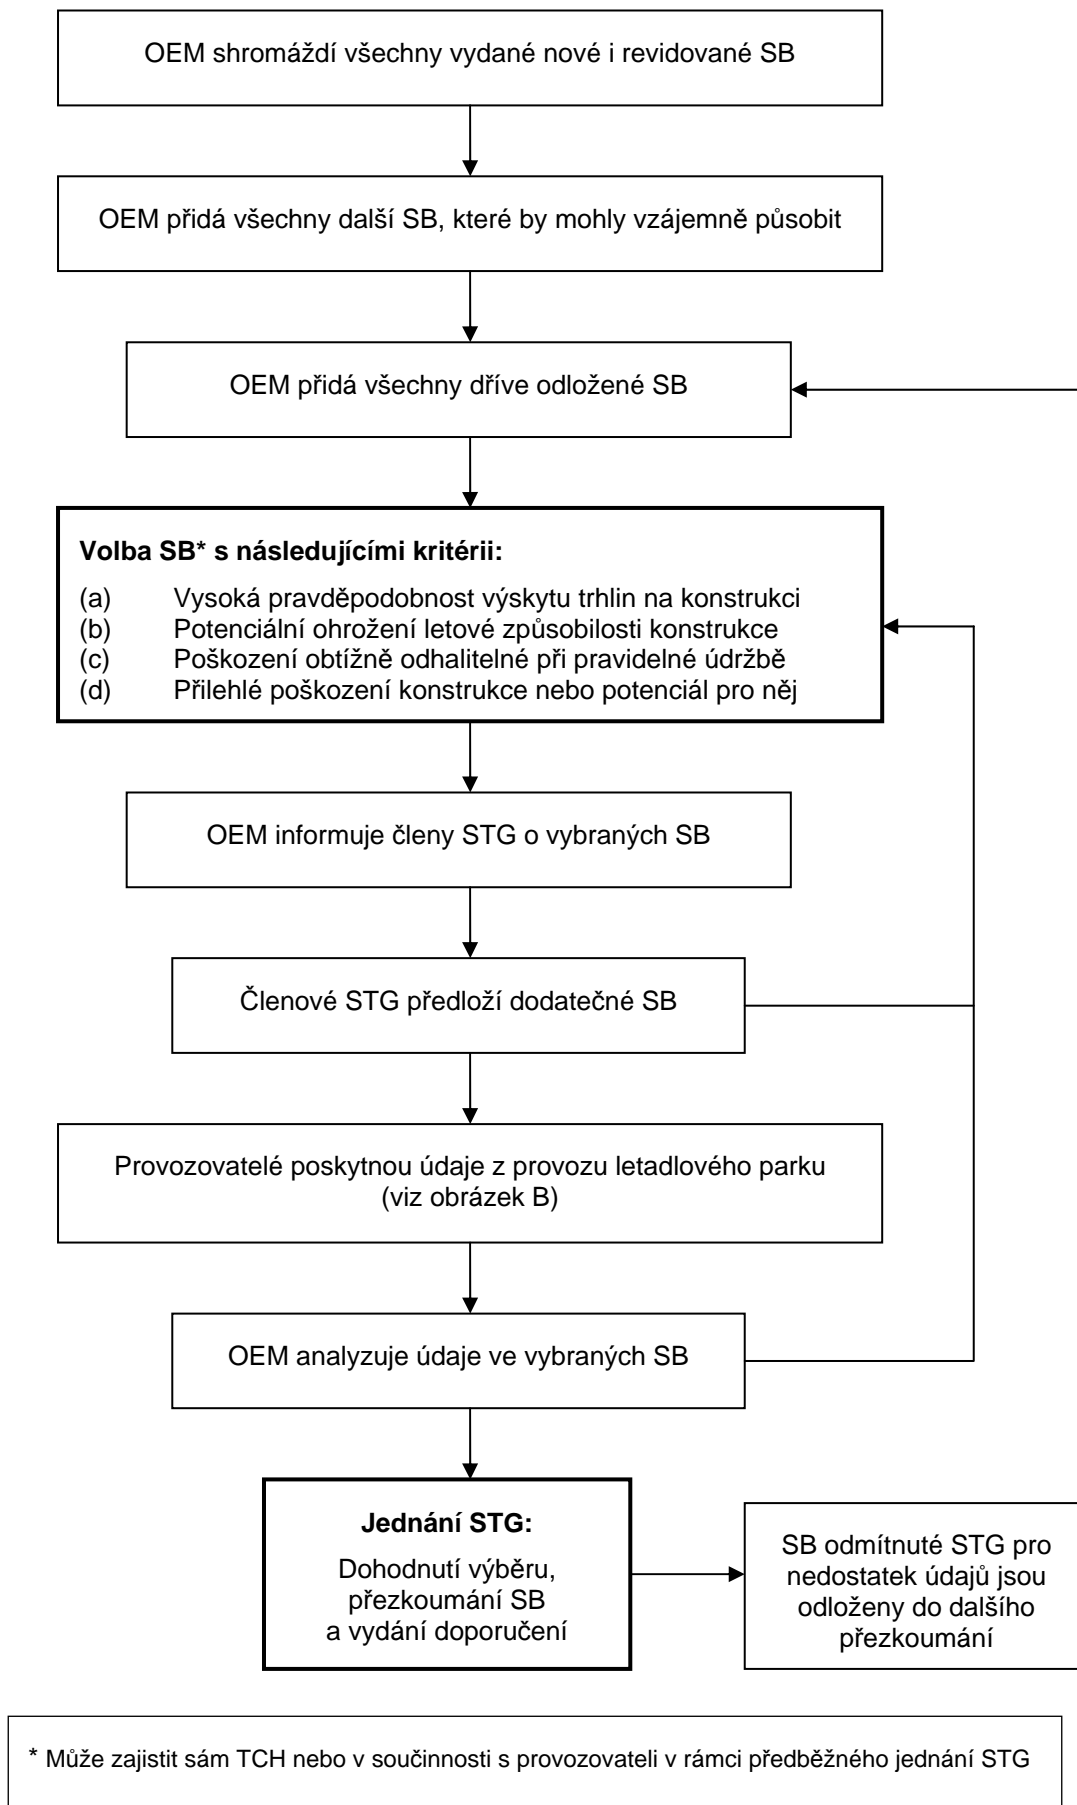 OEM shromáždí všechny vydané nové i revidované SB
OEM přidá všechny další SB, které by mohly vzájemně působit
OEM přidá všechny dříve odložené SB
Volba SB* s následujícími kritérii:
(a) Vysoká pravděpodobnost výskytu trhlin na konstrukci
(b) Potenciální ohrožení letové způsobilosti konstrukce
(c) Poškození obtížně odhalitelné při pravidelné údržbě
(d) Přilehlé poškození konstrukce nebo potenciál pro něj
OEM informuje členy STG o vybraných SB
Členové STG předloží dodatečné SB
Provozovatelé poskytnou údaje z provozu letadlového parku
(viz obrázek B)
OEM analyzuje údaje ve vybraných SB
Jednání STG:
Dohodnutí výběru,
přezkoumání SB
a vydání doporučení
SB odmítnuté STG pro
nedostatek údajů jsou
odloženy do dalšího
přezkoumání
* Může zajistit sám TCH nebo v součinnosti s provozovateli v rámci předběžného jednání STG